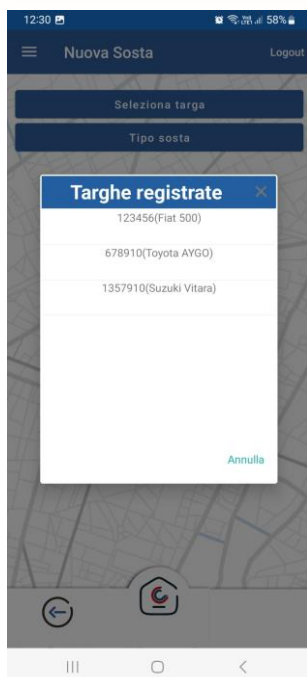 12:30
58%
Nuova Sosta
Logout
Seleziona targa
Tipo sosta
Targhe registrate
123456(Fiat 500)
678910(Toyota AYGO)
1357910(Suzuki Vitara)
Annulla